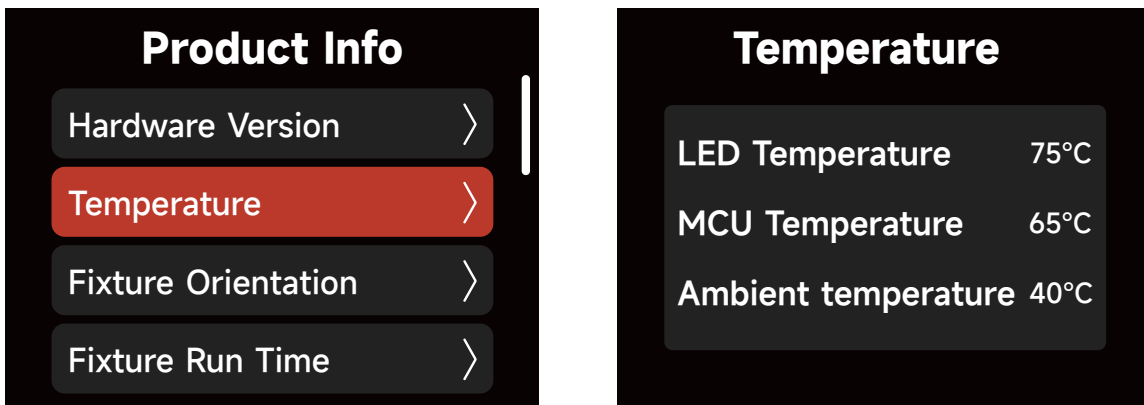 Product Info
Hardware Version
Temperature
Fixture Orientation
Fixture Run Time
Temperature
LED Temperature 75°C
MCU Temperature 65°C
Ambient temperature 40°C